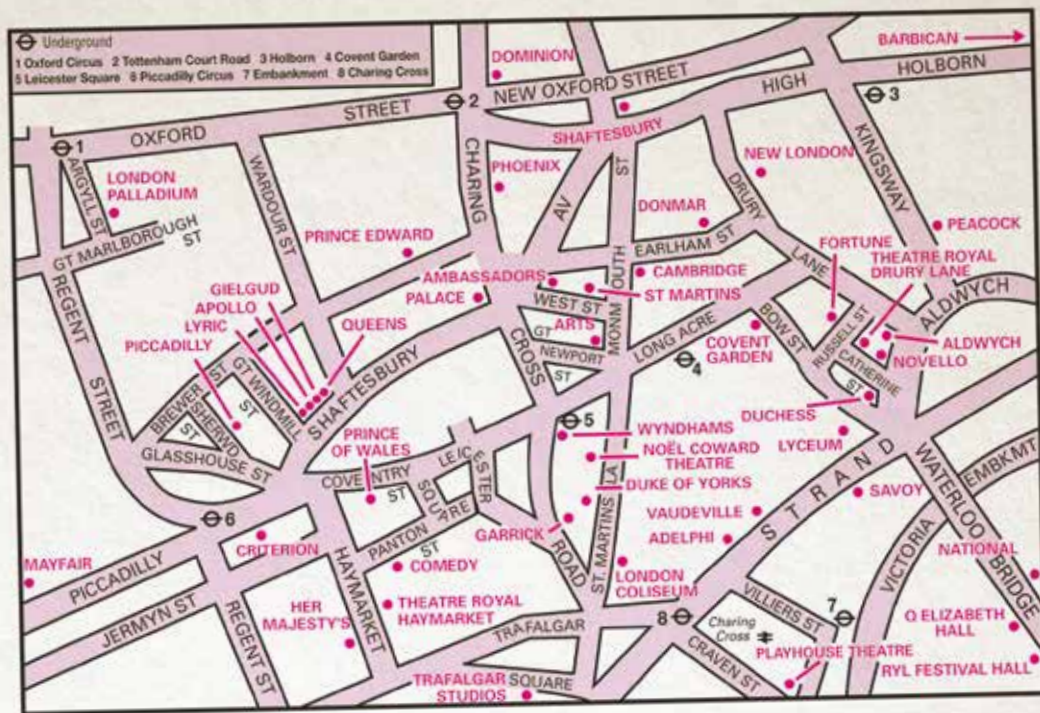 Underground
1 Oxford Circus 2 Tottenham Court Road 3 Holborn 4 Covent Garden
5 Leicester Square 6 Piccadilly Circus 7 Embankment 8 Charing Cross
DOMINION
BARBICAN
HOLBORN
NEW OXFORD STREET
HIGH
2
3
OXFORD
STREET
1
SHAFTESBURY
ARGYLL ST
LONDON
PALLADIUM
WARDOUR ST
CHARING
PHOENIX
ST
NEW LONDON
KINGSWAY
DRURY
GT MARLBOROUGH
ST
AV
DONMAR
PRINCE EDWARD
EARLHAM ST
PEACOCK
FORTUNE
THEATRE ROYAL
DRURY LANE
LANE
REGENT
GIELGUD
APOLLO
LYRIC
PICCADILLY
QUEENS
AMBASSADORS
PALACE
CAMBRIDGE
ST MARTINS
WEST ST
MONMOUTH
ALDWYCH
ARTS
GT
NEWPORT
ST
LONG ACRE
COVENT
GARDEN
BOW ST
RUSSELL ST
ALDWYCH
NOVELLO
CATHERINE
ST
4
CROSS
SHAFTESBURY
BREWER ST
GT WINDMILL
ST
SHERWD
ST
GLASSHOUSE ST
STREET
PRINCE
OF WALES
LEICESTER
SQUARE
COVENTRY
ST
5
WYNDHAMS
NOËL COWARD
THEATRE
DUKE OF YORKS
DUCHESS
LYCEUM
STRAND
SAVOY
VAUDEVILLE
ADELPHI
WATERLOO BRIDGE
EMBKMT
VICTORIA
6
CRITERION
PANTON
ST
GARRICK
ROAD
ST. MARTINS LA
COMEDY
MAYFAIR
PICCADILLY
JERMYN ST
HAYMARKET
REGENT ST
HER
MAJESTY'S
THEATRE ROYAL
HAYMARKET
LONDON
COLISEUM
NATIONAL
Q ELIZABETH
HALL
RYL FESTIVAL HALL
TRAFALGAR
SQUARE
TRAFALGAR
STUDIOS
8
Charing
Cross
VILLIERS ST
7
CRAVEN ST
PLAYHOUSE THEATRE